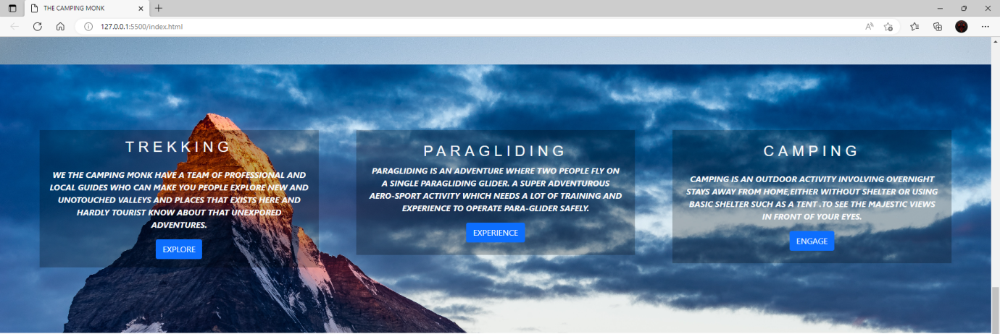 THE CAMPING MONK
127.0.0.1:5500/index.html
TREKKING
WE THE CAMPING MONK HAVE A TEAM OF PROFESSIONAL AND
LOCAL GUIDES WHO CAN MAKE YOU PEOPLE EXPLORE NEW AND
UNOTOUCHED VALLEYS AND PLACES THAT EXISTS HERE AND
HARDLY TOURIST KNOW ABOUT THAT UNEXPORED
ADVENTURES.
EXPLORE
PARAGLIDING
PARAGLIDING IS AN ADVENTURE WHERE TWO PEOPLE FLY ON
A SINGLE PARAGLIDING GLIDER. A SUPER ADVENTUROUS
AERO-SPORT ACTIVITY WHICH NEEDS A LOT OF TRAINING AND
EXPERIENCE TO OPERATE PARA-GLIDER SAFELY.
EXPERIENCE
CAMPING
CAMPING IS AN OUTDOOR ACTIVITY INVOLVING OVERNIGHT
STAYS AWAY FROM HOME,EITHER WITHOUT SHELTER OR USING
BASIC SHELTER SUCH AS A TENT .TO SEE THE MAJESTIC VIEWS
IN FRONT OF YOUR EYES.
ENGAGE